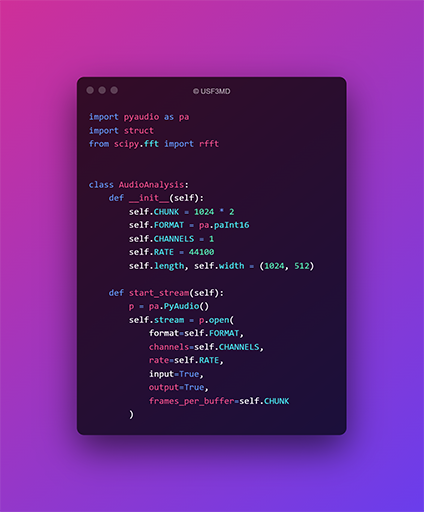 © USF3MD
import pyaudio as pa
import struct
from scipy.fft import rfft
class AudioAnalysis:
    def __init__(self):
        self.CHUNK = 1024 * 2
        self.FORMAT = pa.paInt16
        self.CHANNELS = 1
        self.RATE = 44100
        self.length, self.width = (1024, 512)
    def start_stream(self):
        p = pa.PyAudio()
        self.stream = p.open(
            format=self.FORMAT,
            channels=self.CHANNELS,
            rate=self.RATE,
            input=True,
            output=True,
            frames_per_buffer=self.CHUNK
        )